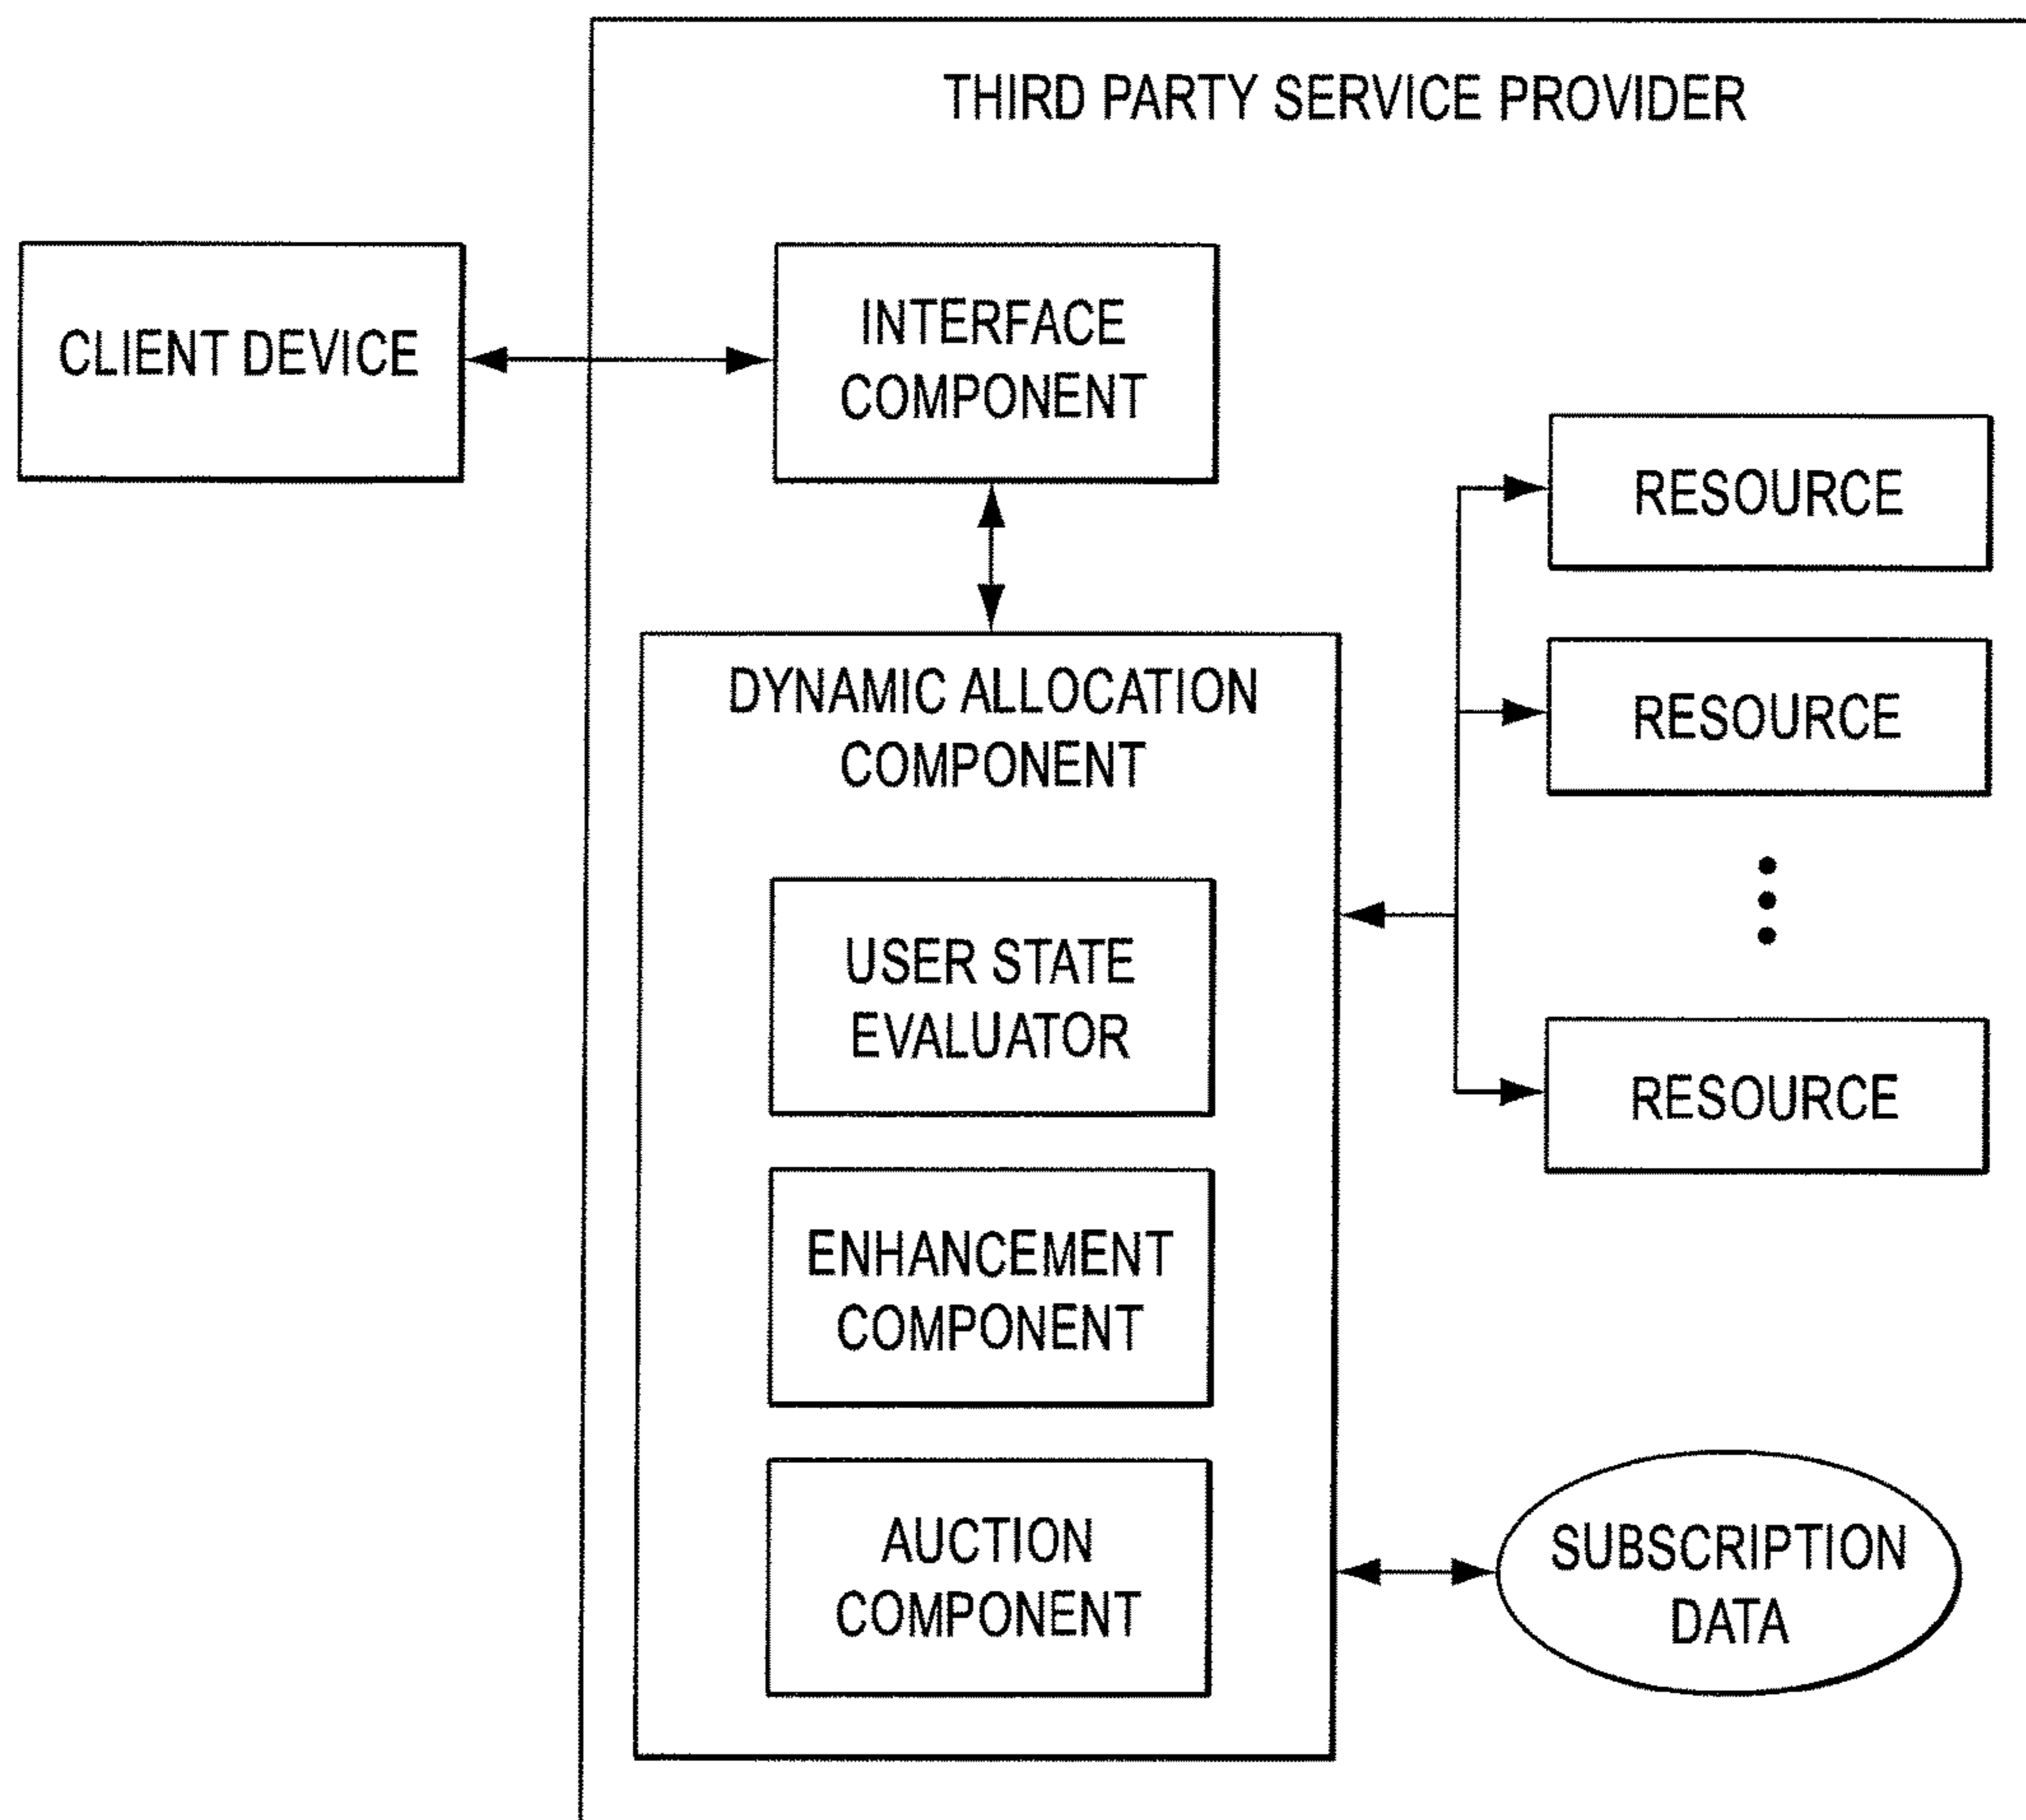 THIRD PARTY SERVICE PROVIDER
CLIENT DEVICE
INTERFACE
COMPONENT
DYNAMIC ALLOCATION
COMPONENT
USER STATE
EVALUATOR
ENHANCEMENT
COMPONENT
AUCTION
COMPONENT
RESOURCE
RESOURCE
RESOURCE
SUBSCRIPTION
DATA